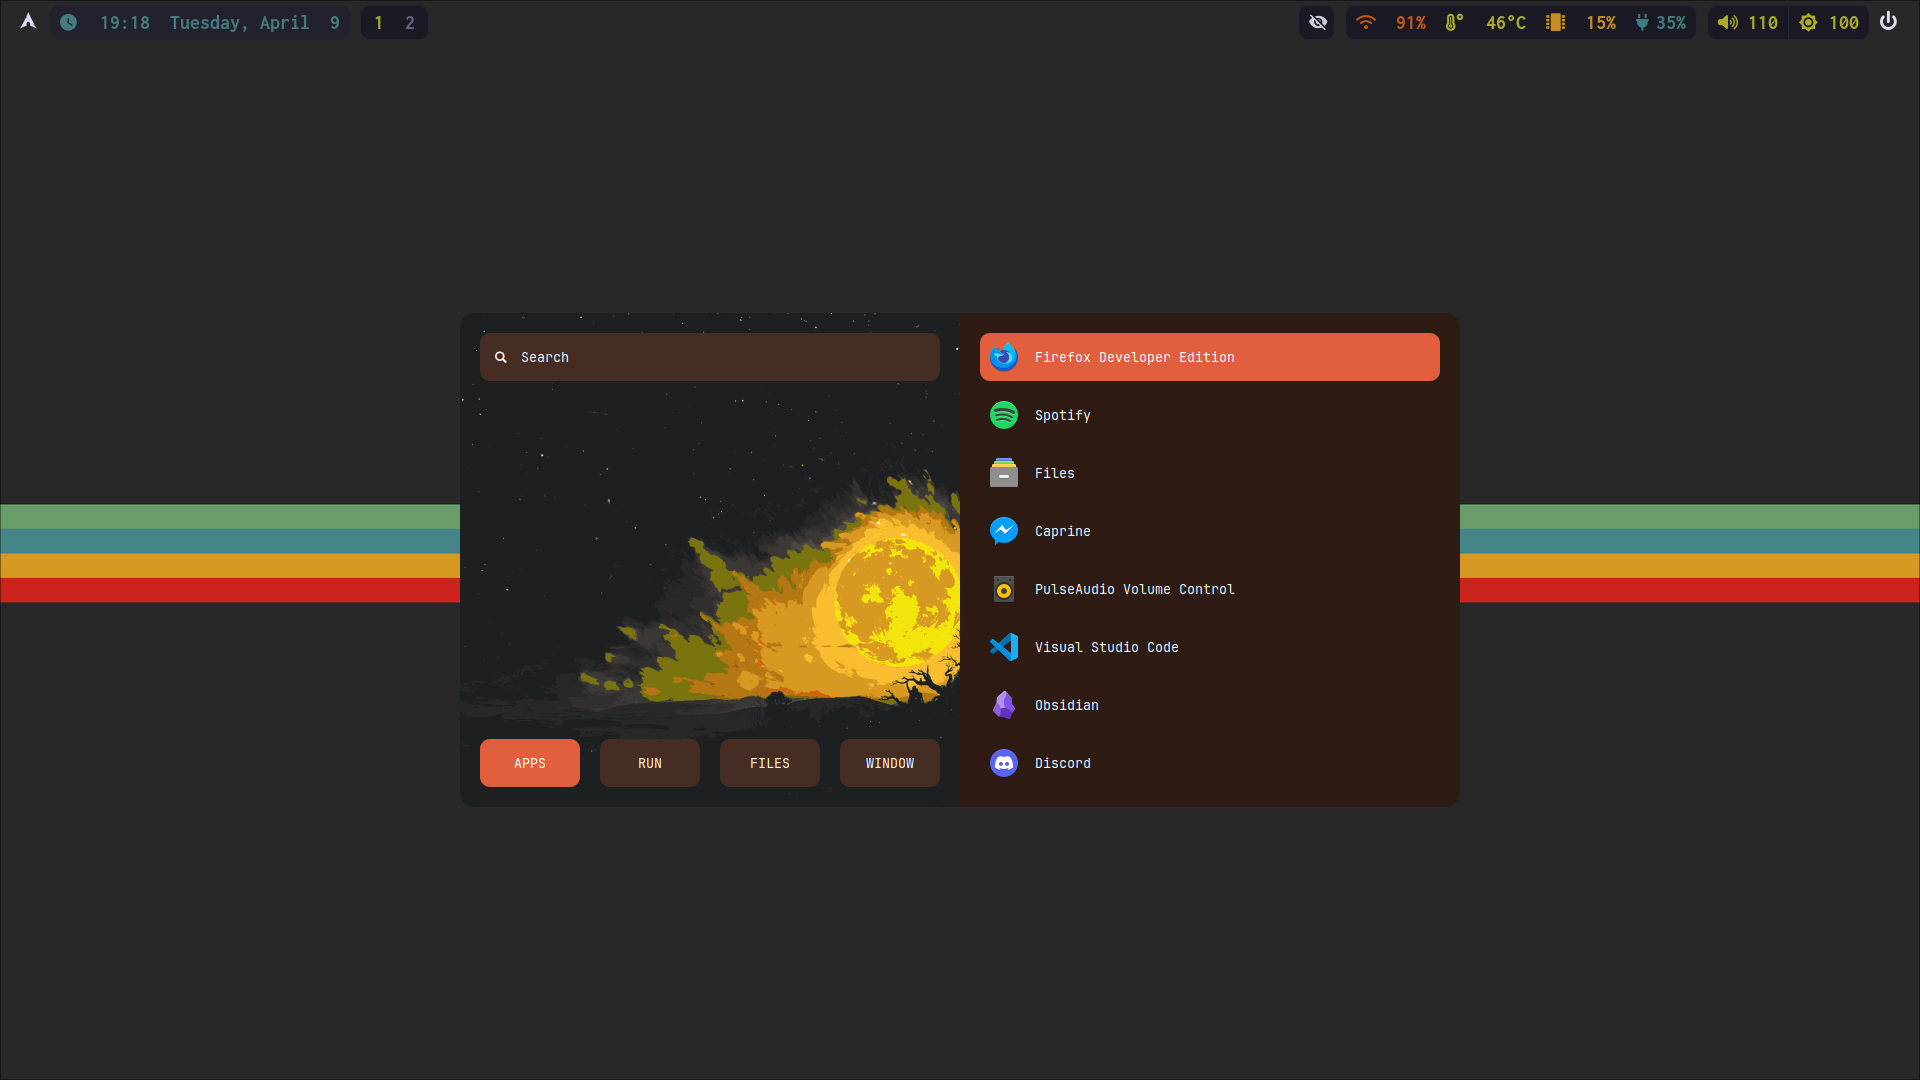 19:18 Tuesday, April 9 1 2 91% 46°C 15% 35% 110 100
Search
APPS RUN FILES WINDOW
Firefox Developer Edition
Spotify
Files
Caprine
PulseAudio Volume Control
Visual Studio Code
Obsidian
Discord